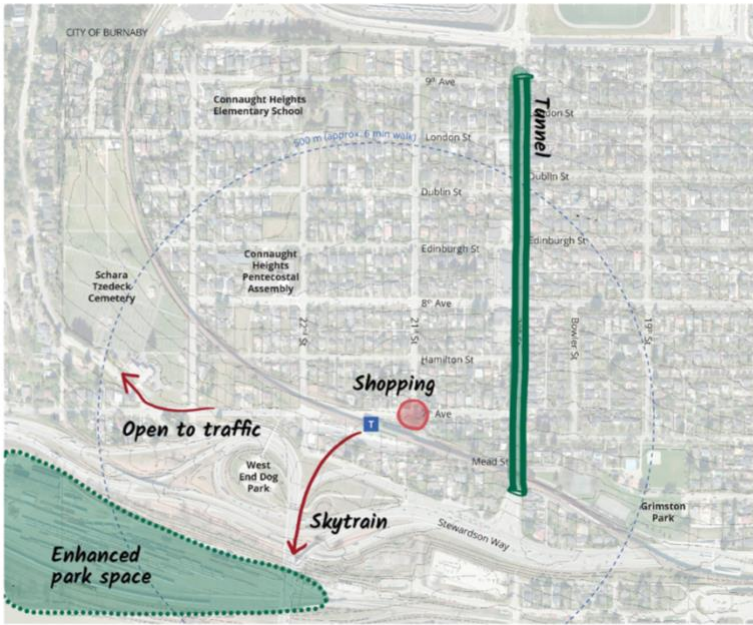 CITY OF BURNABY
9th Ave
Connaught Heights
Elementary School
Tunnel
don St
500 m (approx. 6 min walk)
London St
Dublin St
Dublin St
Edinburgh St
Edinburgh St
Connaught
Heights
Pentecostal
Assembly
Schara
Tzedeck
Cemetery
8th Ave
22nd St
21st St
Bower St
19th St
Hamilton St
Shopping
Ave
T
Open to traffic
Mead St
West
End Dog
Park
Skytrain
Grimston
Park
Stewardson Way
Enhanced
park space